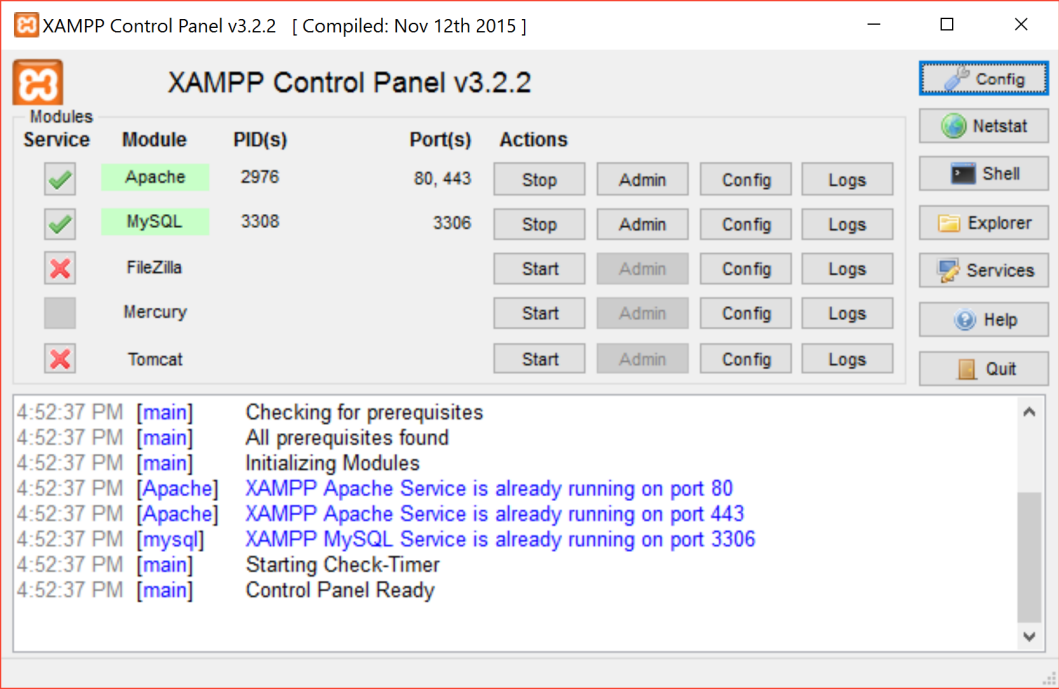 XAMPP Control Panel v3.2.2 [ Compiled: Nov 12th 2015 ]
XAMPP Control Panel v3.2.2
Config
Modules
Service Module PID(s) Port(s) Actions
Netstat
Apache 2976 80, 443 Stop Admin Config Logs
Shell
MySQL 3308 3306 Stop Admin Config Logs
Explorer
FileZilla Start Admin Config Logs
Services
Mercury Start Admin Config Logs
Help
Tomcat Start Admin Config Logs
Quit
4:52:37 PM [main] Checking for prerequisites
4:52:37 PM [main] All prerequisites found
4:52:37 PM [main] Initializing Modules
4:52:37 PM [Apache] XAMPP Apache Service is already running on port 80
4:52:37 PM [Apache] XAMPP Apache Service is already running on port 443
4:52:37 PM [mysql] XAMPP MySQL Service is already running on port 3306
4:52:37 PM [main] Starting Check-Timer
4:52:37 PM [main] Control Panel Ready